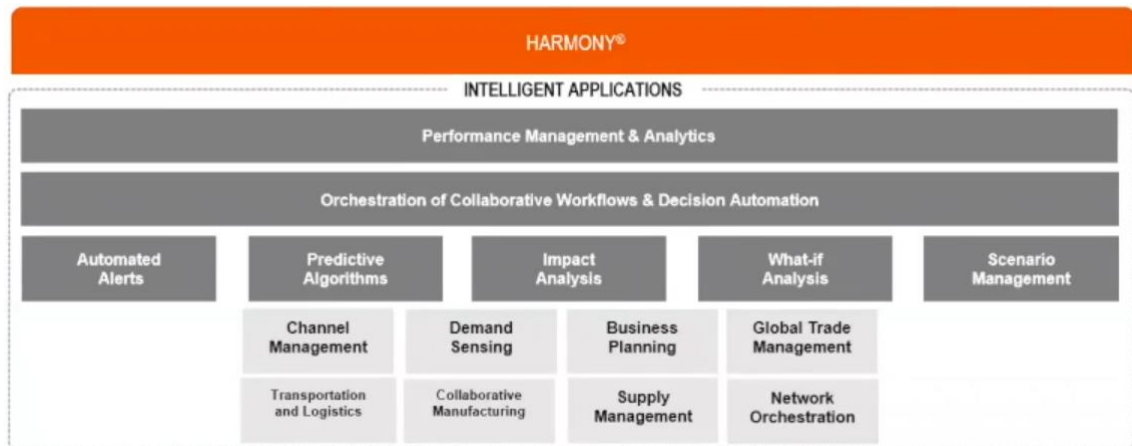 HARMONY®
INTELLIGENT APPLICATIONS
Performance Management & Analytics
Orchestration of Collaborative Workflows & Decision Automation
Automated
Alerts
Predictive
Algorithms
Impact
Analysis
What-if
Analysis
Scenario
Management
Channel
Management
Demand
Sensing
Business
Planning
Global Trade
Management
Transportation
and Logistics
Collaborative
Manufacturing
Supply
Management
Network
Orchestration